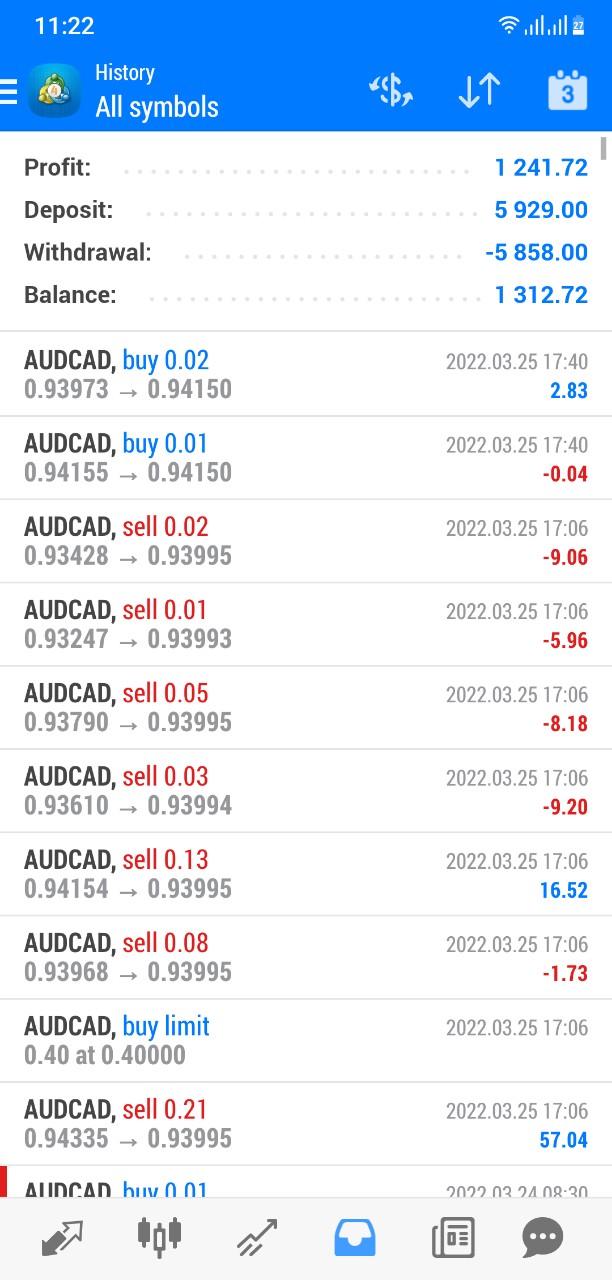 11:22
27
History
All symbols
3
Profit: 1 241.72
Deposit: 5 929.00
Withdrawal: -5 858.00
Balance: 1 312.72
AUDCAD, buy 0.02 2022.03.25 17:40
0.93973 → 0.94150 2.83
AUDCAD, buy 0.01 2022.03.25 17:40
0.94155 → 0.94150 -0.04
AUDCAD, sell 0.02 2022.03.25 17:06
0.93428 → 0.93995 -9.06
AUDCAD, sell 0.01 2022.03.25 17:06
0.93247 → 0.93993 -5.96
AUDCAD, sell 0.05 2022.03.25 17:06
0.93790 → 0.93995 -8.18
AUDCAD, sell 0.03 2022.03.25 17:06
0.93610 → 0.93994 -9.20
AUDCAD, sell 0.13 2022.03.25 17:06
0.94154 → 0.93995 16.52
AUDCAD, sell 0.08 2022.03.25 17:06
0.93968 → 0.93995 -1.73
AUDCAD, buy limit 2022.03.25 17:06
0.40 at 0.40000
AUDCAD, sell 0.21 2022.03.25 17:06
0.94335 → 0.93995 57.04
AUDCAD, buy 0.01 2022.03.24 08:30